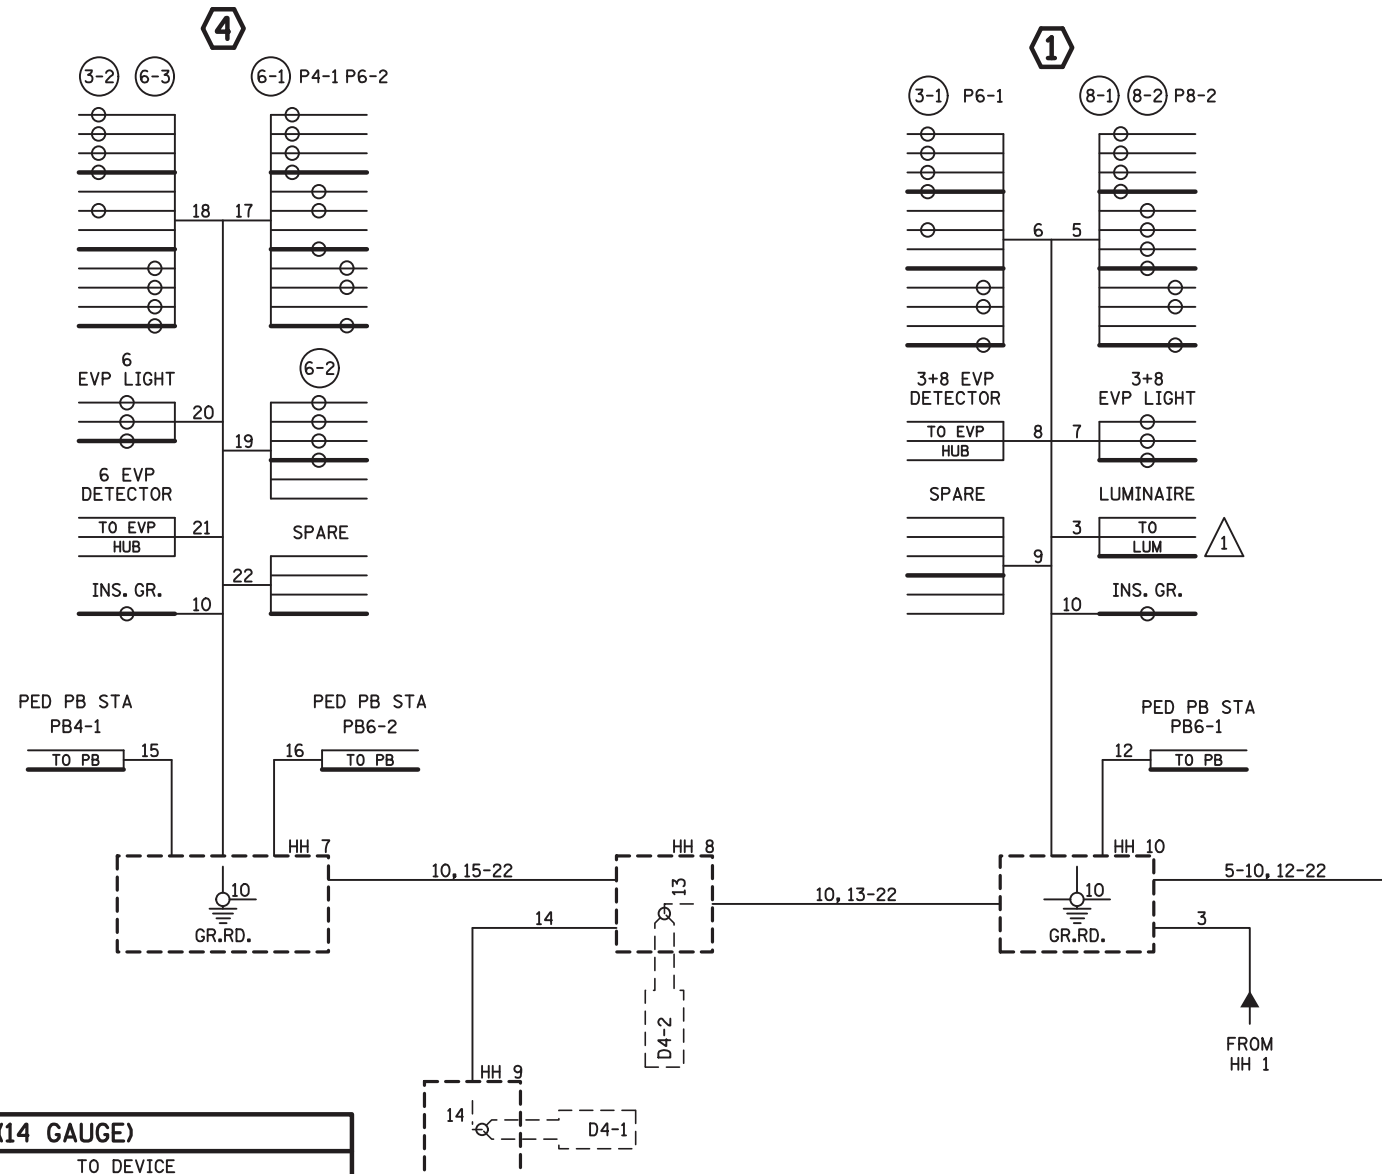 4
3-2 6-3 6-1 P4-1 P6-2
18 17
6
EVP LIGHT
20
6-2
19
6 EVP
DETECTOR
TO EVP
HUB
21
SPARE
22
INS. GR.
10
PED PB STA
PB4-1
TO PB
15
PED PB STA
PB6-2
16
TO PB
HH 7
10
GR.RD.
10, 15-22
HH 8
13
D4-2
14
HH 9
14
D4-1
10, 13-22
1
3-1 P6-1 8-1 8-2 P8-2
6 5
3+8 EVP
DETECTOR
TO EVP
HUB
8 7
3+8
EVP LIGHT
SPARE
9
LUMINAIRE
3
TO
LUM
1
INS. GR.
10
PED PB STA
PB6-1
12
TO PB
HH 10
10
GR.RD.
5-10, 12-22
3
FROM
HH 1
(14 GAUGE)
TO DEVICE